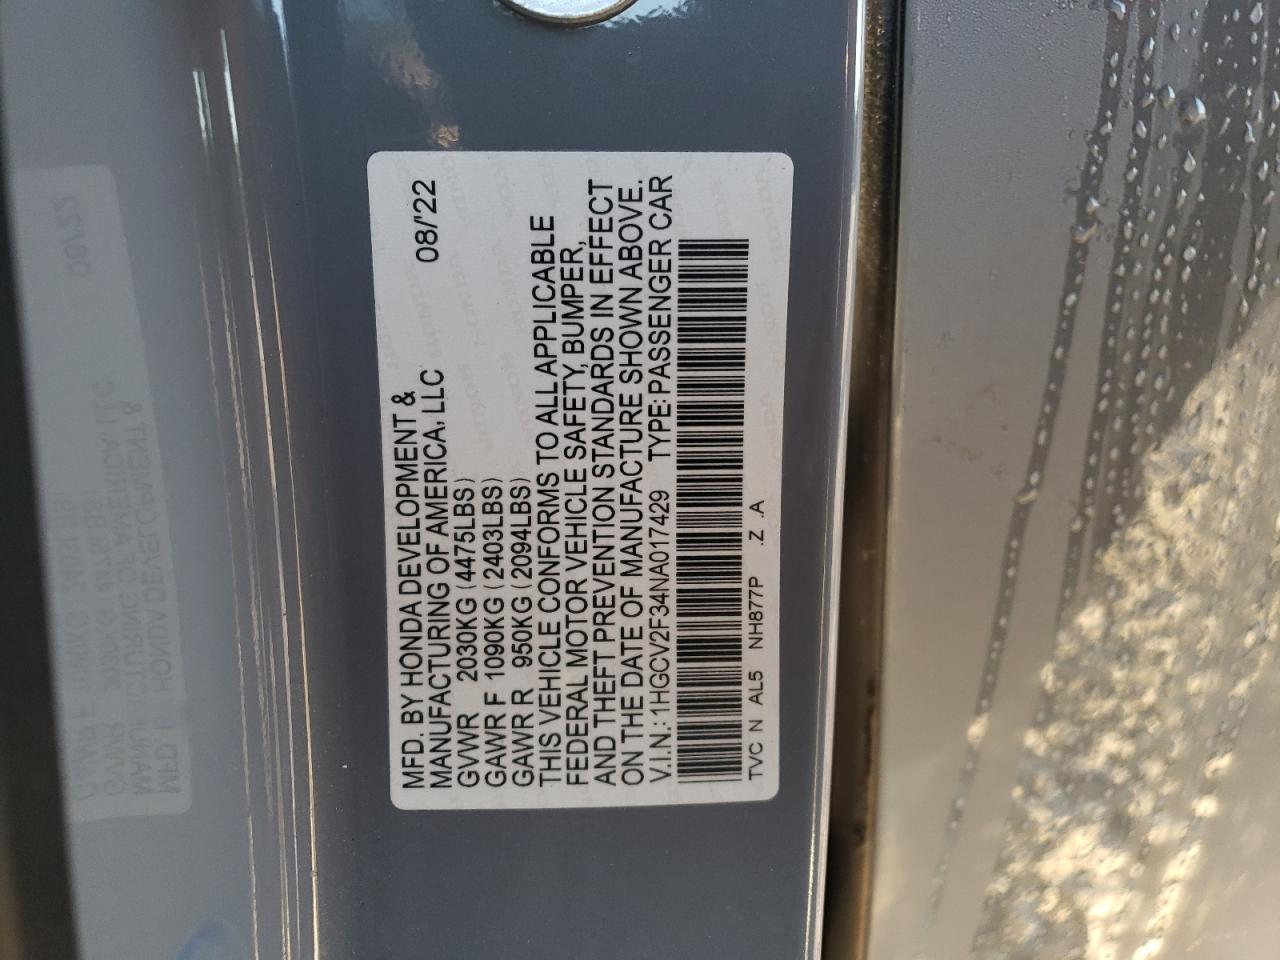 MFD. BY HONDA DEVELOPMENT &
MANUFACTURING OF AMERICA, LLC 08/'22
GVWR 2030KG (4475LBS)
GAWR F 1090KG (2403LBS)
GAWR R 950KG (2094LBS)
THIS VEHICLE CONFORMS TO ALL APPLICABLE
FEDERAL MOTOR VEHICLE SAFETY, BUMPER,
AND THEFT PREVENTION STANDARDS IN EFFECT
ON THE DATE OF MANUFACTURE SHOWN ABOVE.
V.I.N.: 1HGCV2F34NA017429 TYPE: PASSENGER CAR
TVC N AL5 NH877P .Z .A